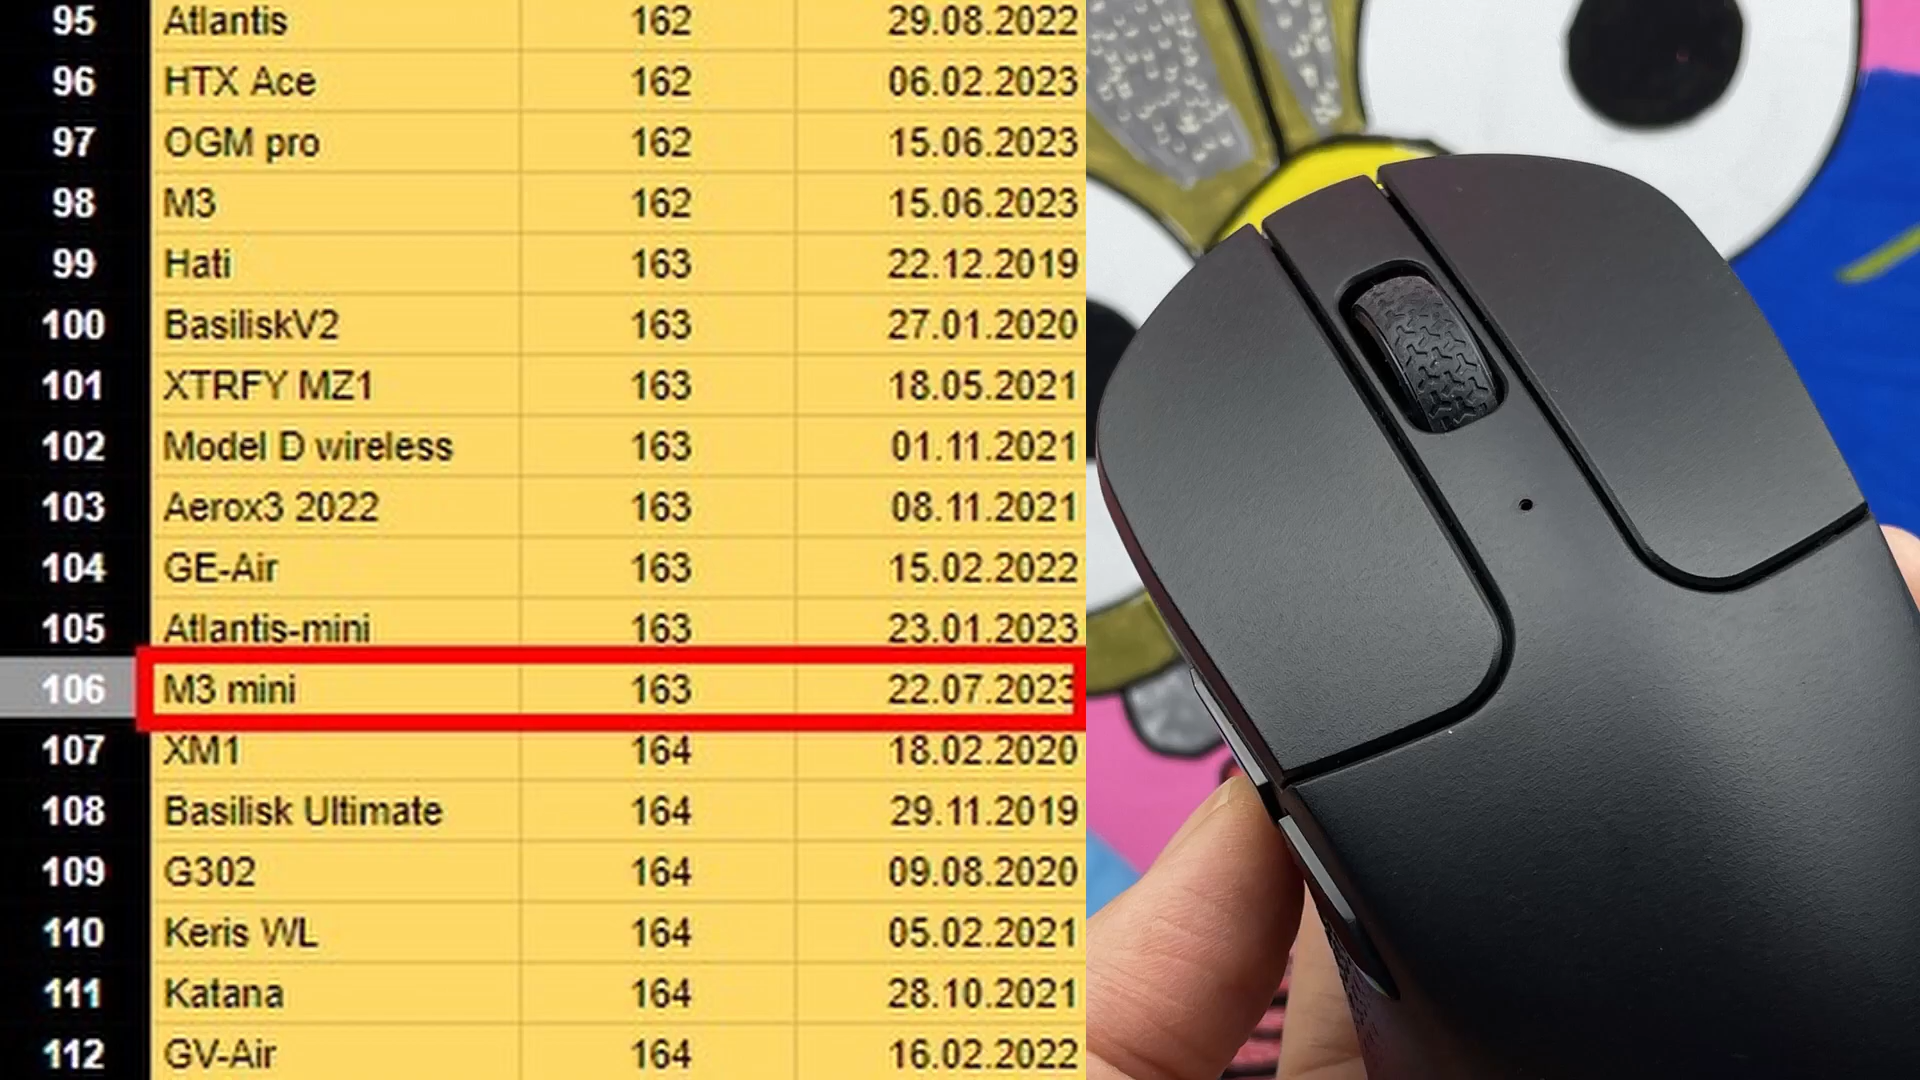 95 Atlantis 162 29.08.2022
96 HTX Ace 162 06.02.2023
97 OGM pro 162 15.06.2023
98 M3 162 15.06.2023
99 Hati 163 22.12.2019
100 BasiliskV2 163 27.01.2020
101 XTRFY MZ1 163 18.05.2021
102 Model D wireless 163 01.11.2021
103 Aerox3 2022 163 08.11.2021
104 GE-Air 163 15.02.2022
105 Atlantis-mini 163 23.01.2023
106 M3 mini 163 22.07.2023
107 XM1 164 18.02.2020
108 Basilisk Ultimate 164 29.11.2019
109 G302 164 09.08.2020
110 Keris WL 164 05.02.2021
111 Katana 164 28.10.2021
112 GV-Air 164 16.02.2022